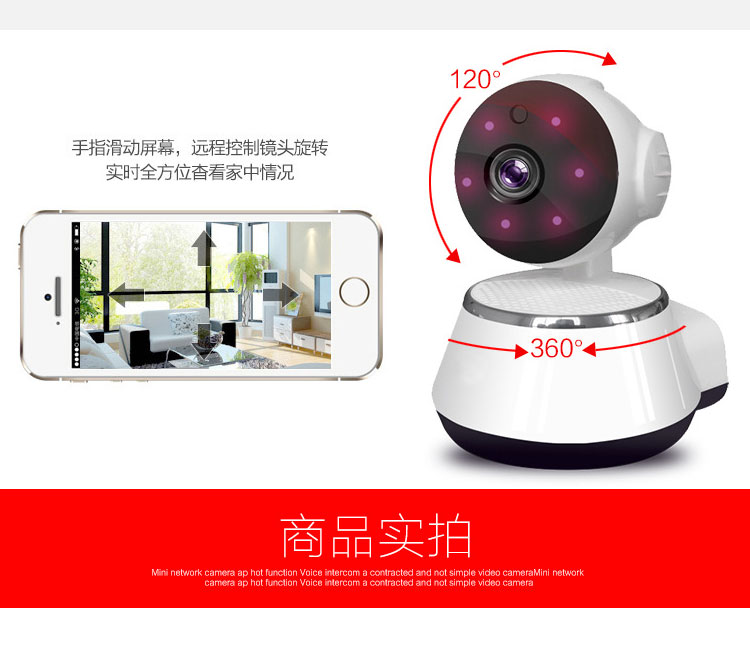 120°
手指滑动屏幕，远程控制镜头旋转
实时全方位查看家中情况
360°
商品实拍
Mini network camera ap hot function Voice intercom a contracted and not simple video cameraMini network
camera ap hot function Voice intercom a contracted and not simple video camera